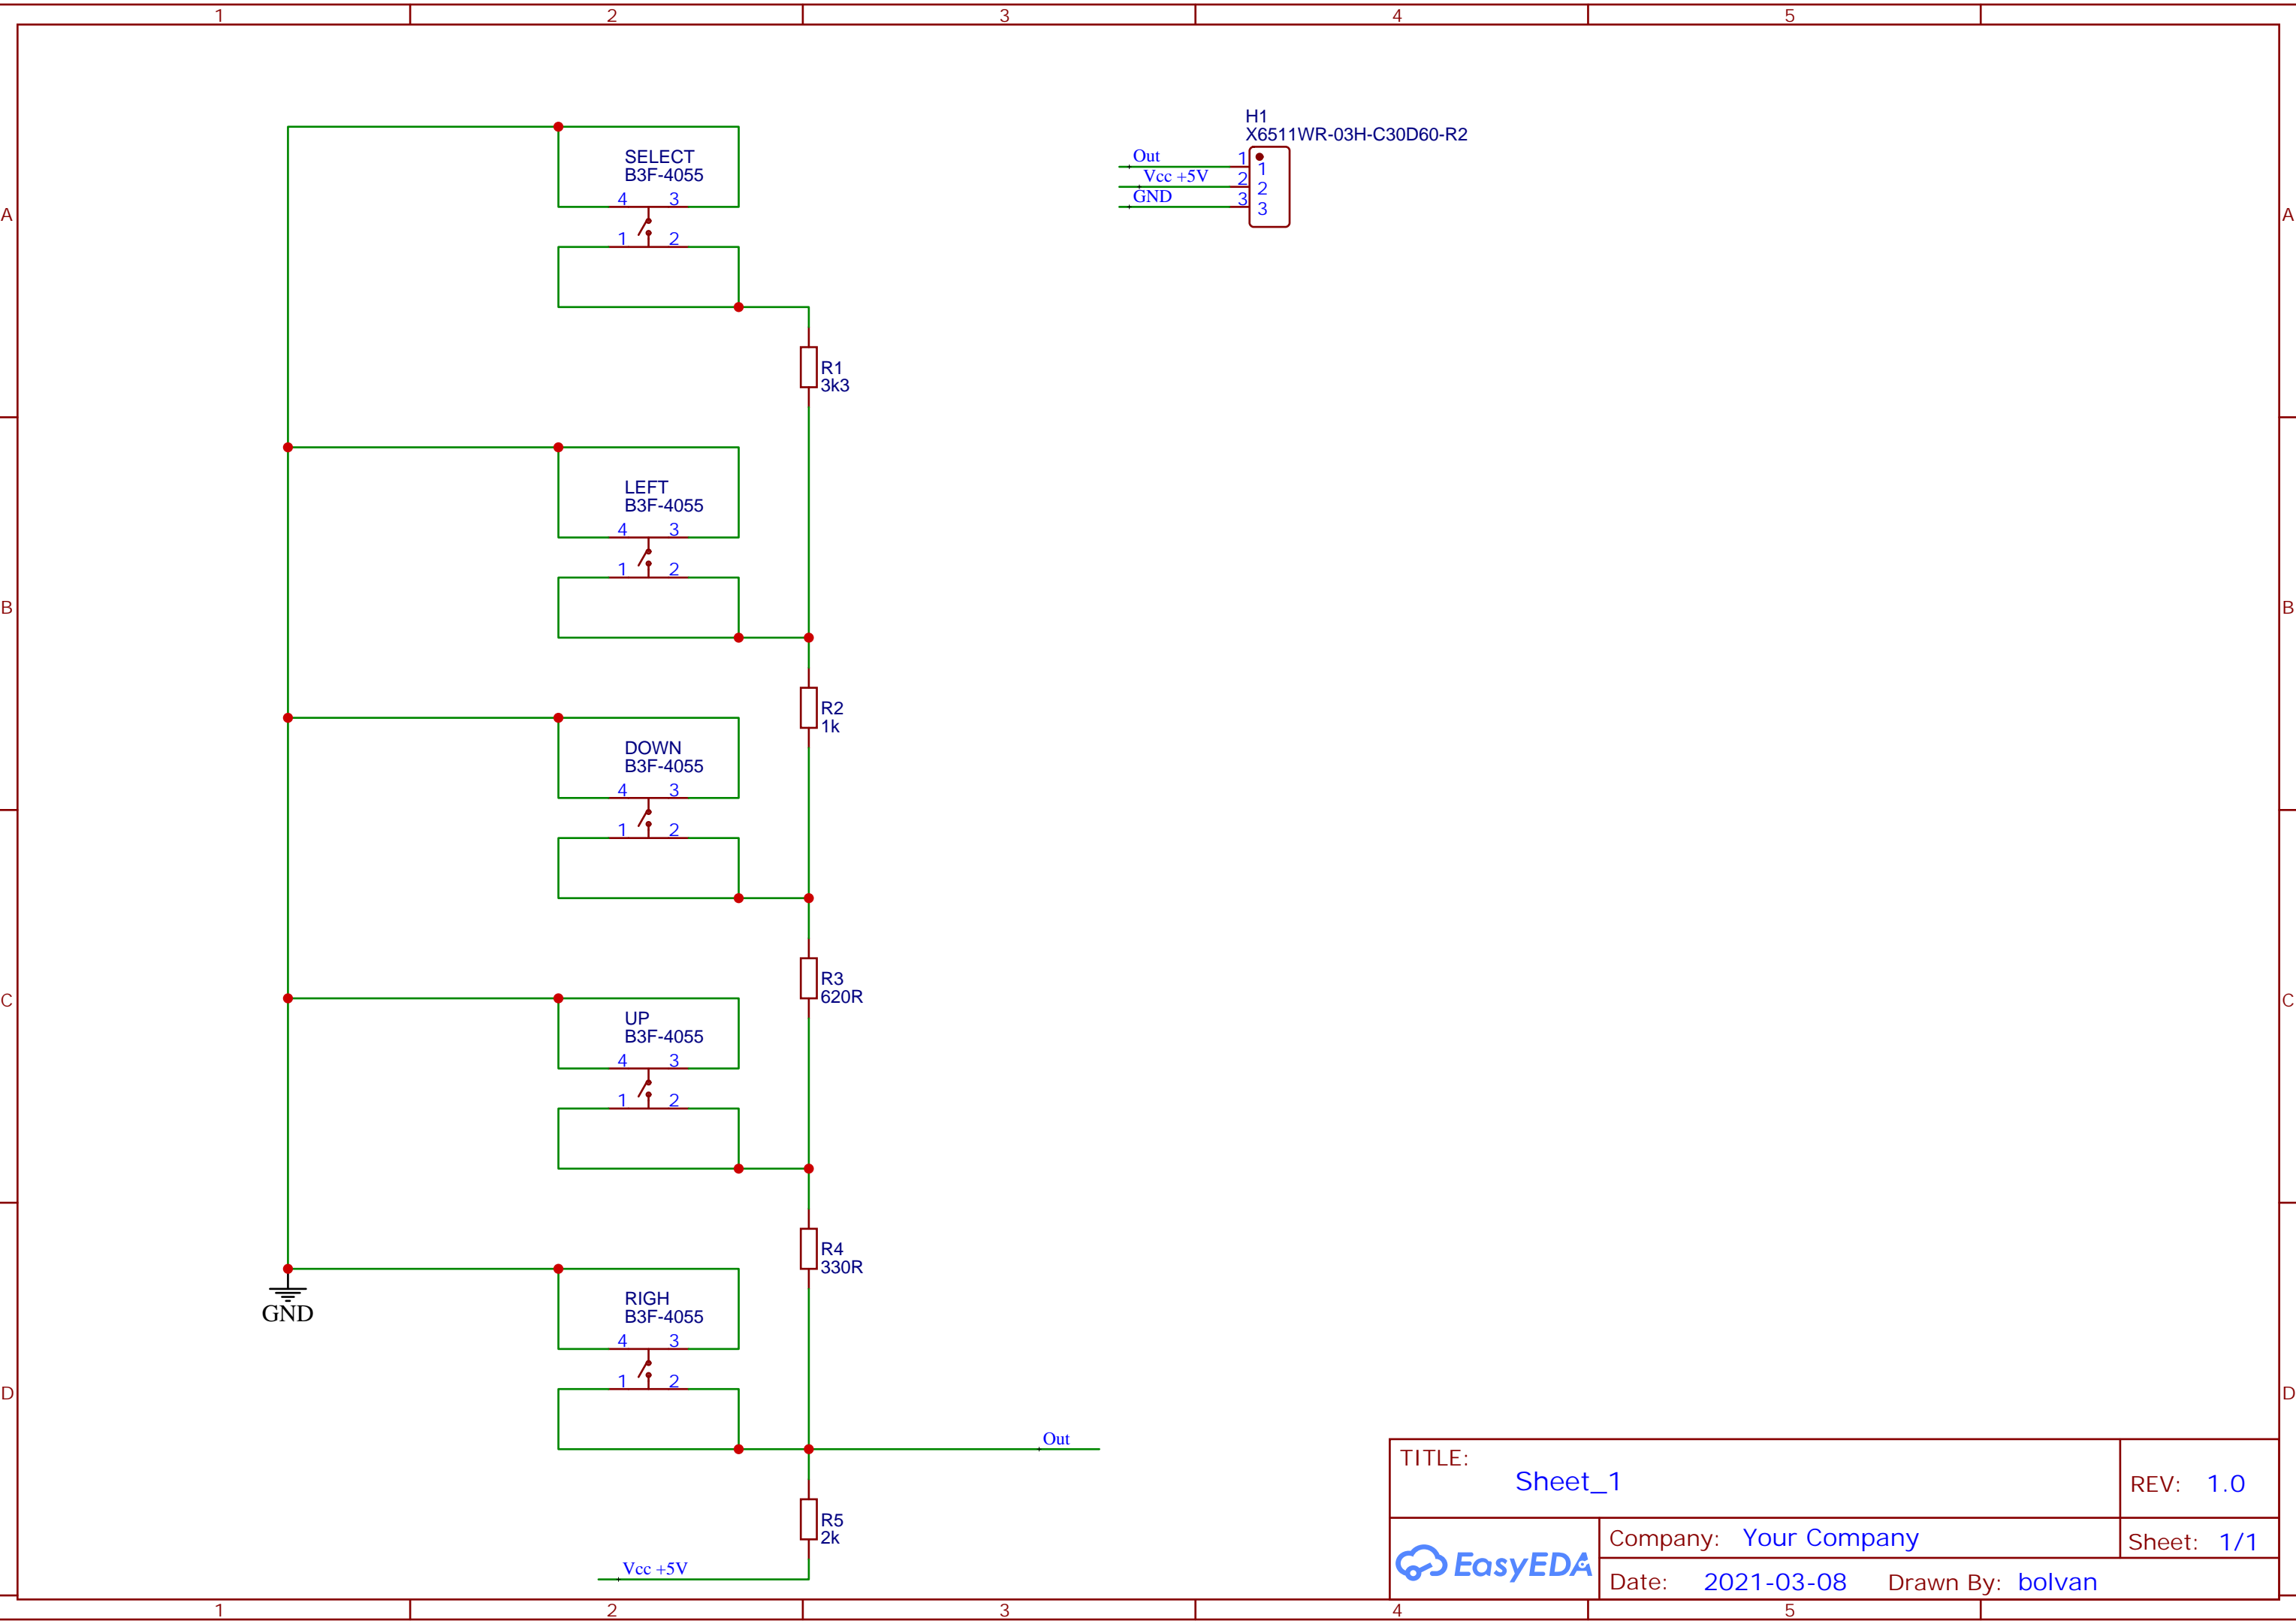 1 2 3 4 5
A A
B B
C C
D D
SELECT
B3F-4055
4 3
1 2
H1
X6511WR-03H-C30D60-R2
Out 1 1
Vcc +5V 2 2
GND 3 3
R1
3k3
LEFT
B3F-4055
4 3
1 2
R2
1k
DOWN
B3F-4055
4 3
1 2
R3
620R
UP
B3F-4055
4 3
1 2
R4
330R
GND
RIGH
B3F-4055
4 3
1 2
Out
R5
2k
Vcc +5V
TITLE:
Sheet_1
REV: 1.0
EasyEDA
Company: Your Company
Sheet: 1/1
Date: 2021-03-08 Drawn By: bolvan
1 2 3 4 5